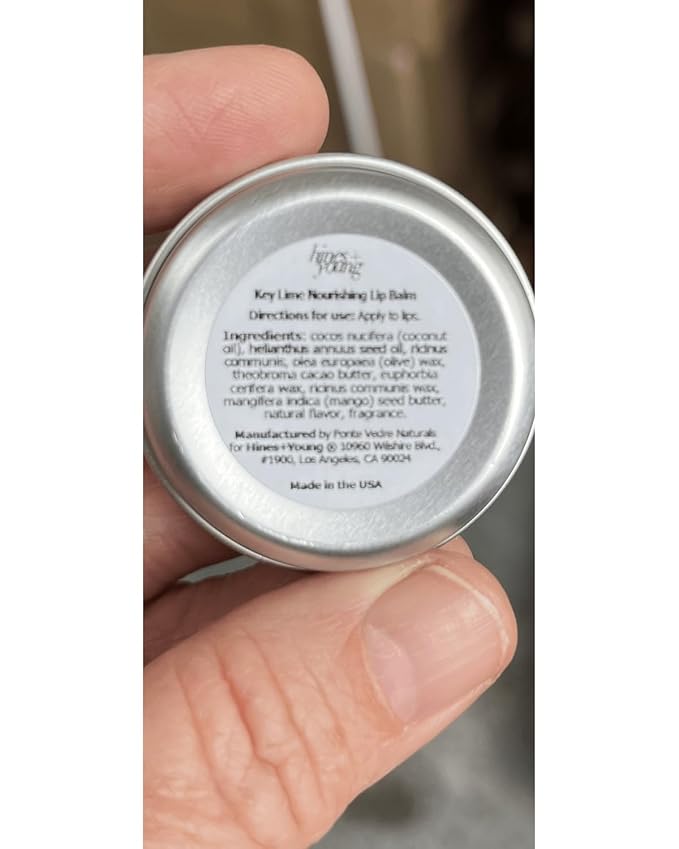 hines+
young
Key Lime Nourishing Lip Balm
Directions for use: Apply to lips.
Ingredients: cocos nucifera (coconut
oil), helianthus annuus seed oil, ricinus
communis, olea europaea (olive) wax,
theobroma cacao butter, euphorbia
cerifera wax, ricinus communis wax,
mangifera indica (mango) seed butter,
natural flavor, fragrance.
Manufactured by Ponte Vedre Naturals
for Hines+Young ® 10960 Wilshire Blvd.,
#1900, Los Angeles, CA 90024
Made in the USA